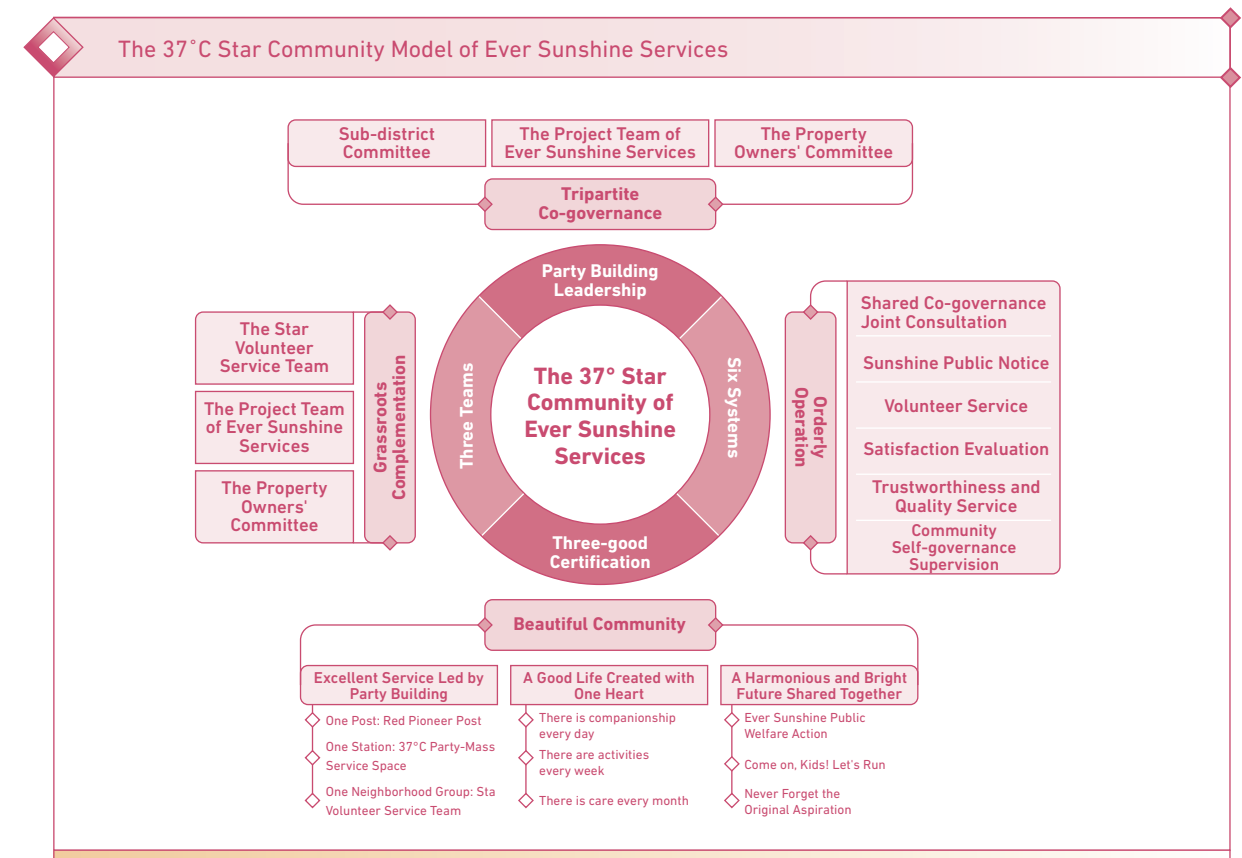 The 37°C Star Community Model of Ever Sunshine Services
Sub-district
Committee
The Project Team of
Ever Sunshine Services
The Property
Owners' Committee
Tripartite
Co-governance
Party Building
Leadership
The Star
Volunteer
Service Team
The Project Team
of Ever Sunshine
Services
The Property
Owners'
Committee
Grassroots
Complementation
Three Teams
The 37° Star
Community of
Ever Sunshine
Services
Six Systems
Orderly
Operation
Shared Co-governance
Joint Consultation
Sunshine Public Notice
Volunteer Service
Satisfaction Evaluation
Trustworthiness and
Quality Service
Community
Self-governance
Supervision
Three-good
Certification
Beautiful Community
Excellent Service Led by
Party Building
One Post: Red Pioneer Post
One Station: 37°C Party-Mass
Service Space
One Neighborhood Group: Sta
Volunteer Service Team
A Good Life Created with
One Heart
There is companionship
every day
There are activities
every week
There is care every month
A Harmonious and Bright
Future Shared Together
Ever Sunshine Public
Welfare Action
Come on, Kids! Let's Run
Never Forget the
Original Aspiration